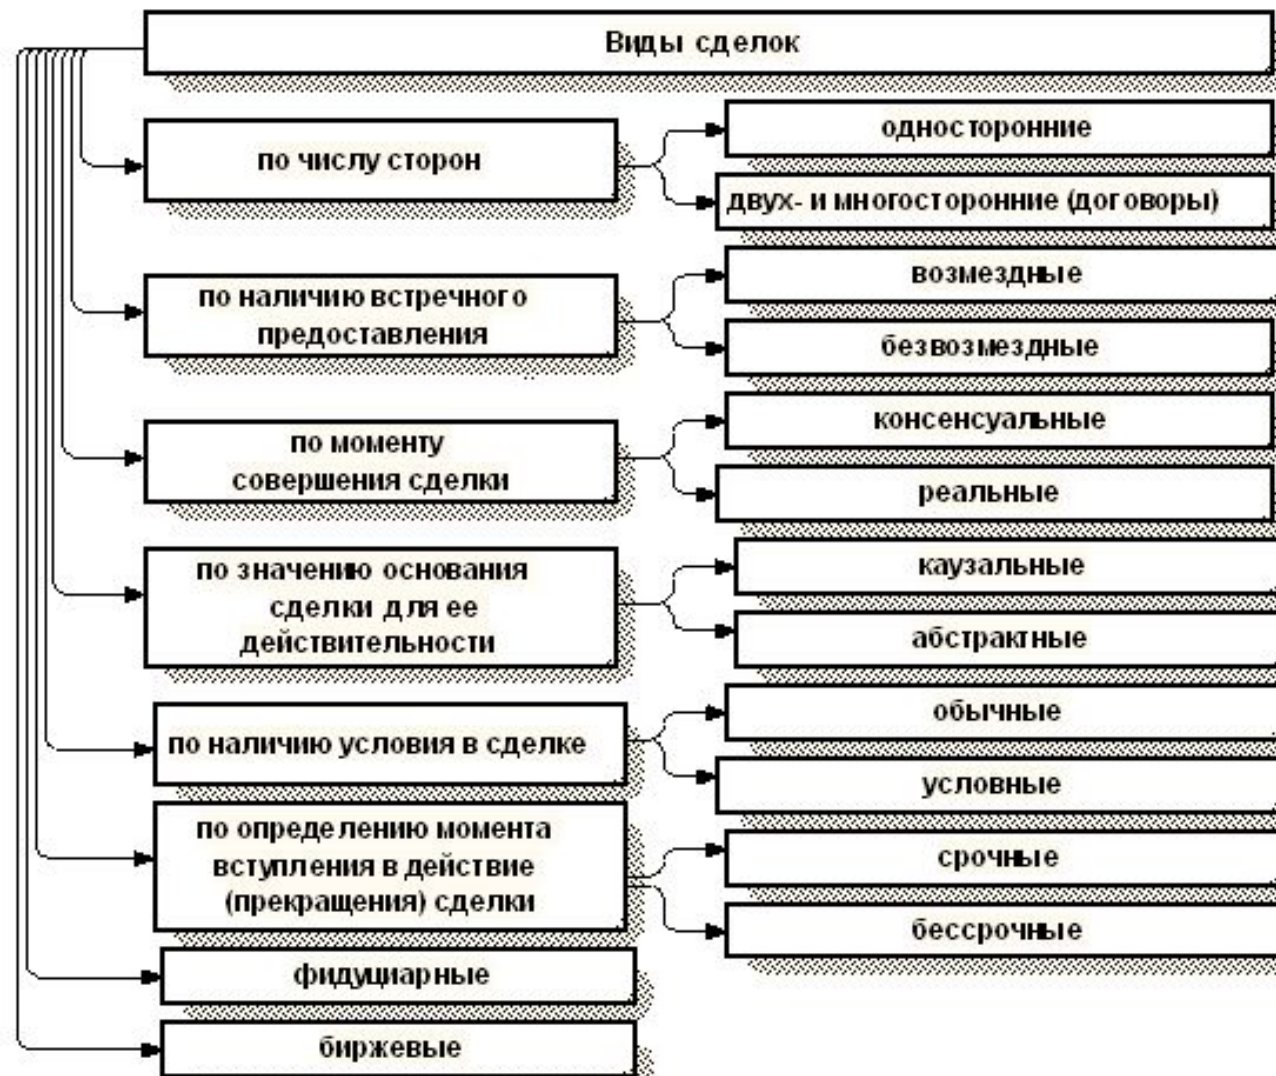 Виды сделок
по числу сторон
односторонние
двух- и многосторонние (договоры)
по наличию встречного
предоставления
возмездные
безвозмездные
по моменту
совершения сделки
консенсуальные
реальные
по значению основания
сделки для ее
действительности
каузальные
абстрактные
по наличию условия в сделке
обычные
условные
по определению момента
вступления в действие
(прекращения) сделки
срочные
бессрочные
фидуциарные
биржевые